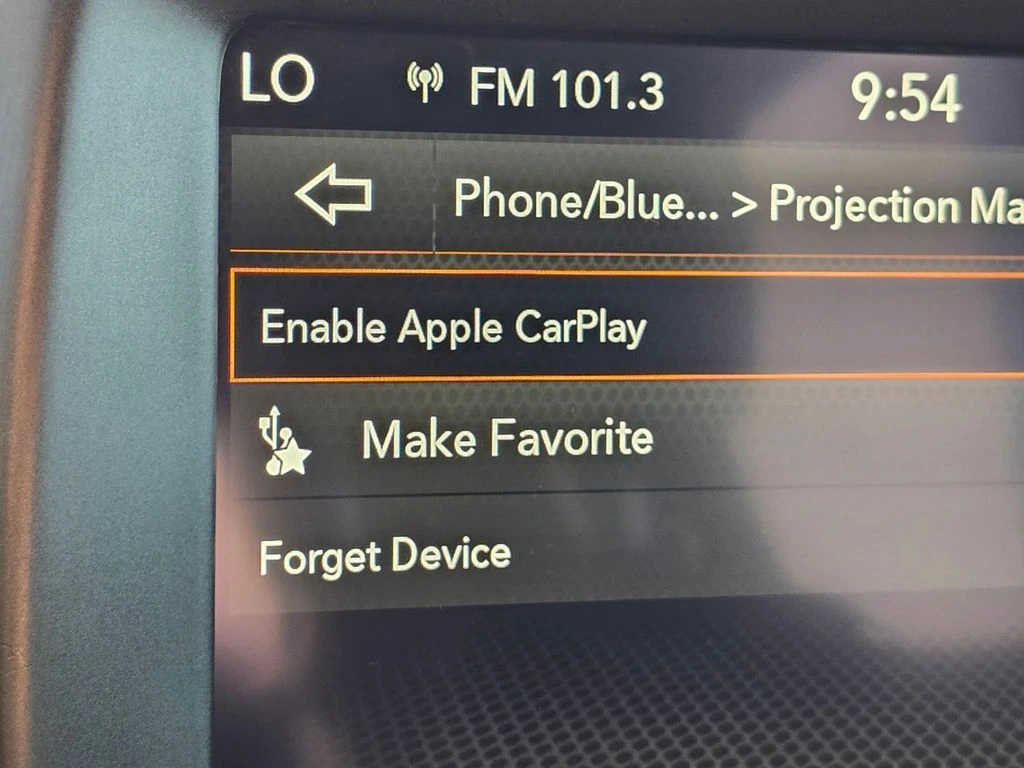 LO FM 101.3 9:54
Phone/Blue... > Projection Ma
Enable Apple CarPlay
Make Favorite
Forget Device